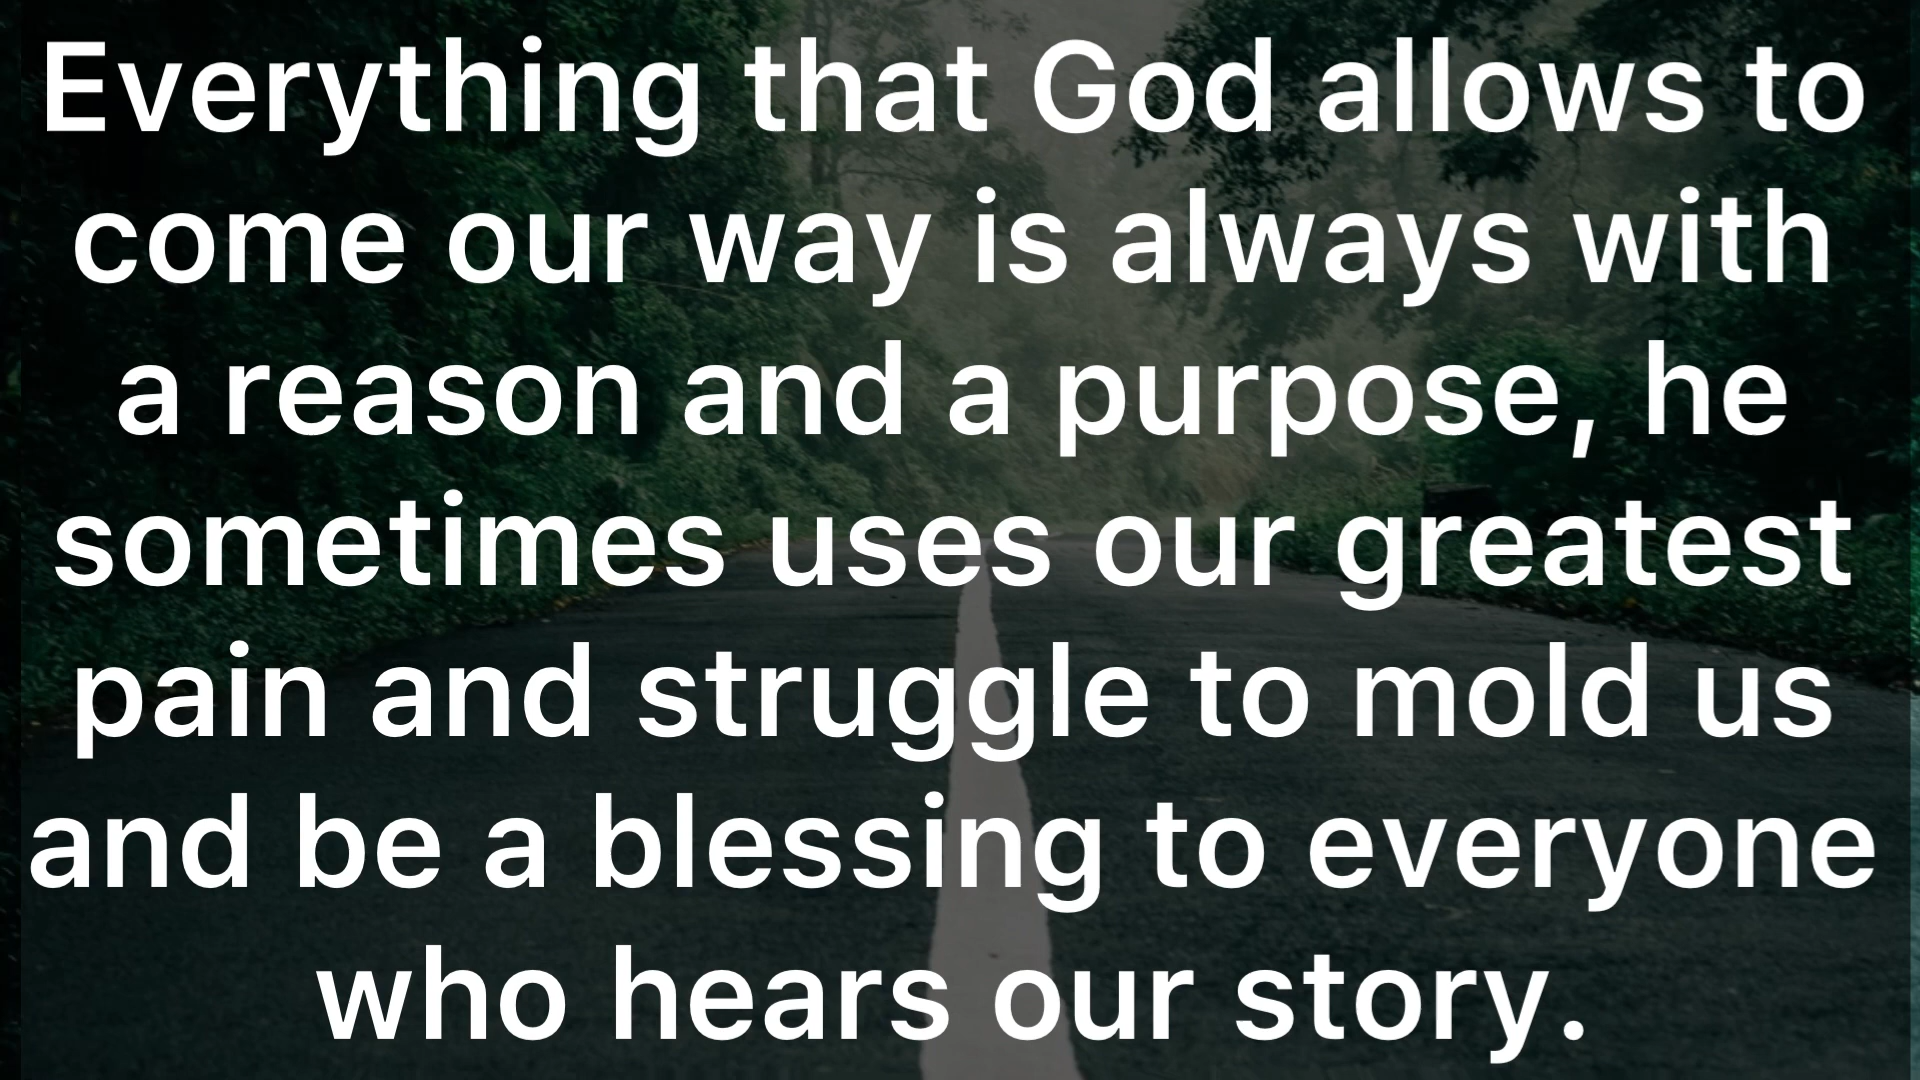 Everything that God allows to
come our way is always with
a reason and a purpose, he
sometimes uses our greatest
pain and struggle to mold us
and be a blessing to everyone
who hears our story.